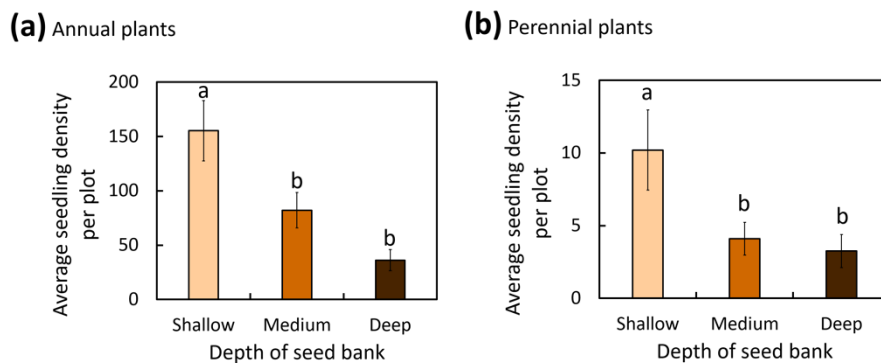 (a) Annual plants
Average seedling density
per plot
200
150
100
50
0
a
b
b
Shallow Medium Deep
Depth of seed bank
(b) Perennial plants
Average seedling density
per plot
15
10
5
0
a
b
b
Shallow Medium Deep
Depth of seed bank